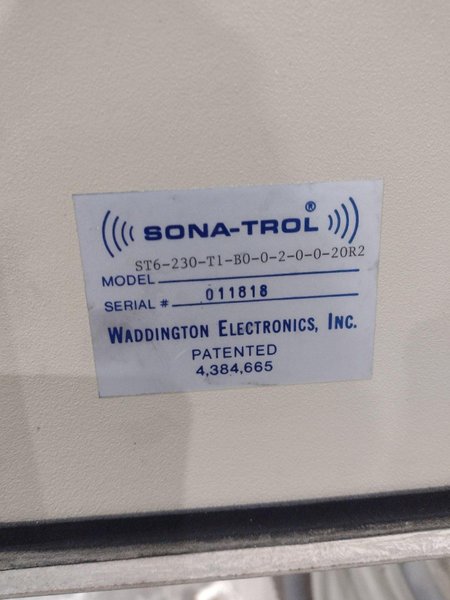 SONA-TROL®
ST6-230-T1-B0-0-2-0-0-20R2
MODEL
SERIAL # 011818
WADDINGTON ELECTRONICS, INC.
PATENTED
4,384,665